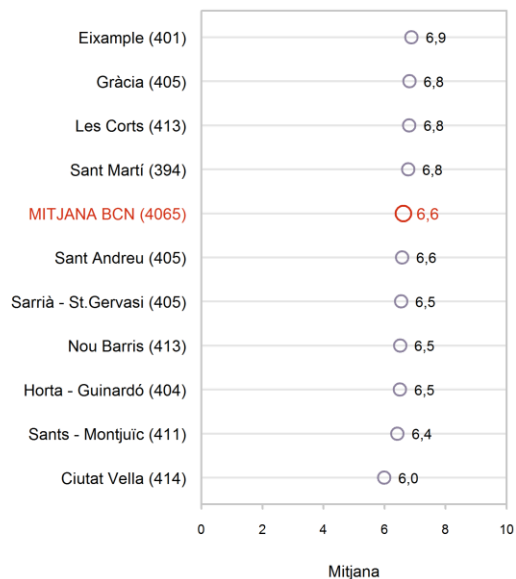 Eixample (401) 6,9
Gràcia (405) 6,8
Les Corts (413) 6,8
Sant Martí (394) 6,8
MITJANA BCN (4065) 6,6
Sant Andreu (405) 6,6
Sarrià - St.Gervasi (405) 6,5
Nou Barris (413) 6,5
Horta - Guinardó (404) 6,5
Sants - Montjuïc (411) 6,4
Ciutat Vella (414) 6,0
0 2 4 6 8 10
Mitjana